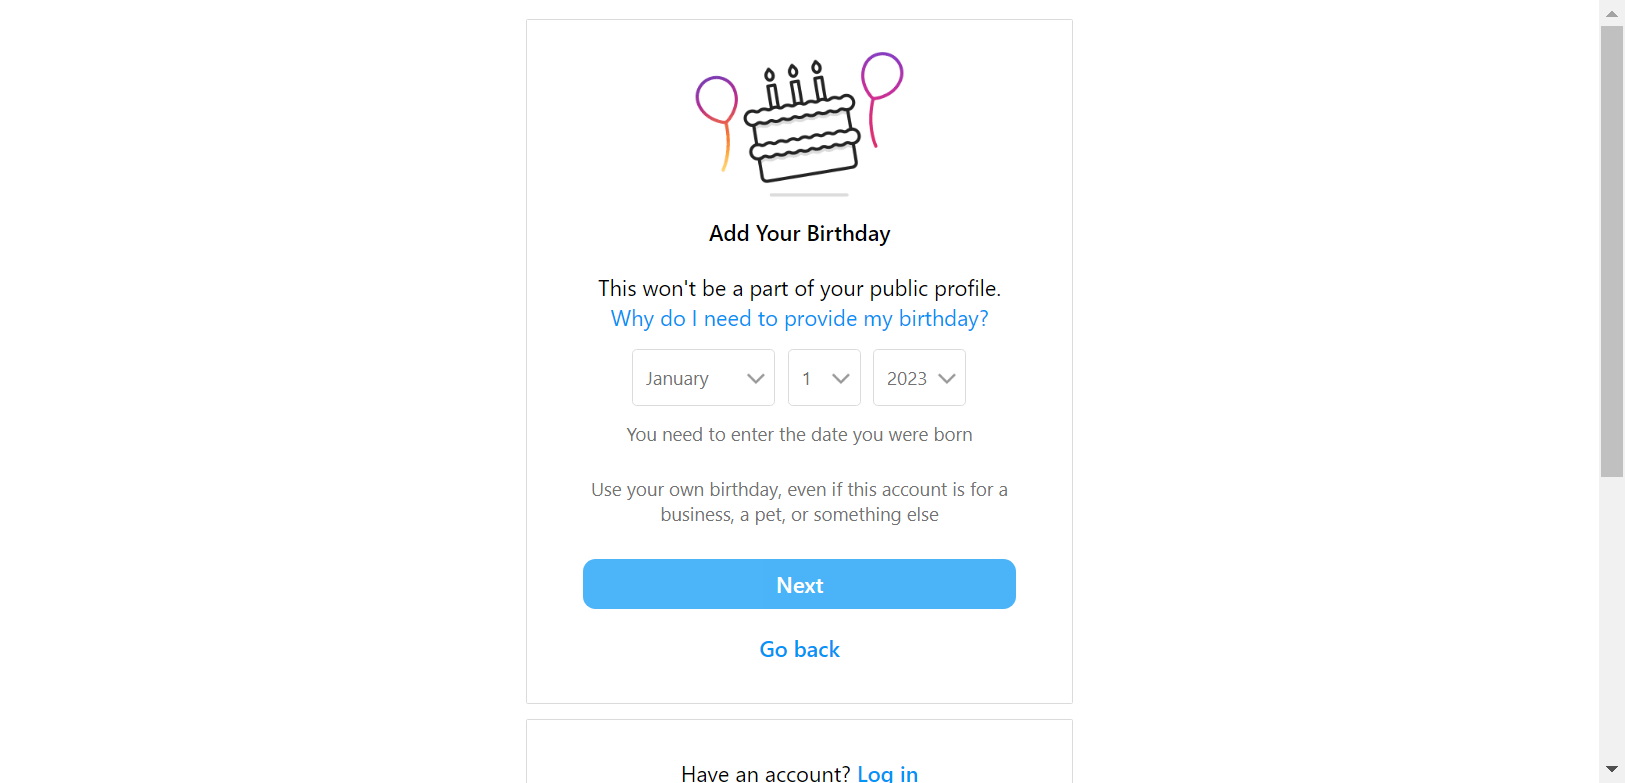 Add Your Birthday
This won't be a part of your public profile.
Why do I need to provide my birthday?
January 1 2023
You need to enter the date you were born
Use your own birthday, even if this account is for a
business, a pet, or something else
Next
Go back
Have an account? Log in